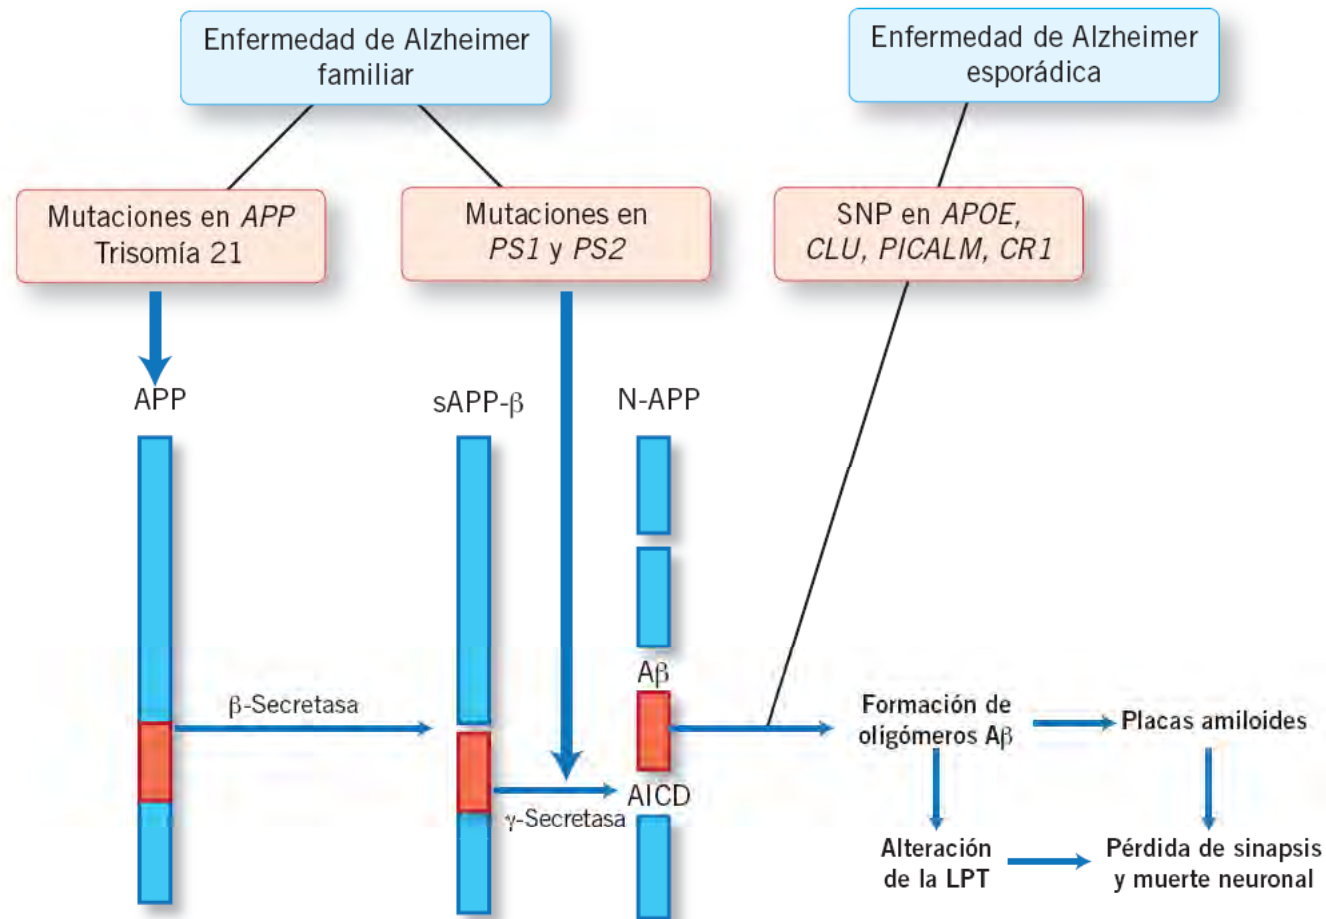 Enfermedad de Alzheimer
familiar
Enfermedad de Alzheimer
esporádica
Mutaciones en APP
Trisomía 21
Mutaciones en
PS1 y PS2
SNP en APOE,
CLU, PICALM, CR1
APP
sAPP-β
N-APP
Aβ
β-Secretasa
Formación de
oligómeros Aβ
Placas amiloides
AICD
γ-Secretasa
Alteración
de la LPT
Pérdida de sinapsis
y muerte neuronal